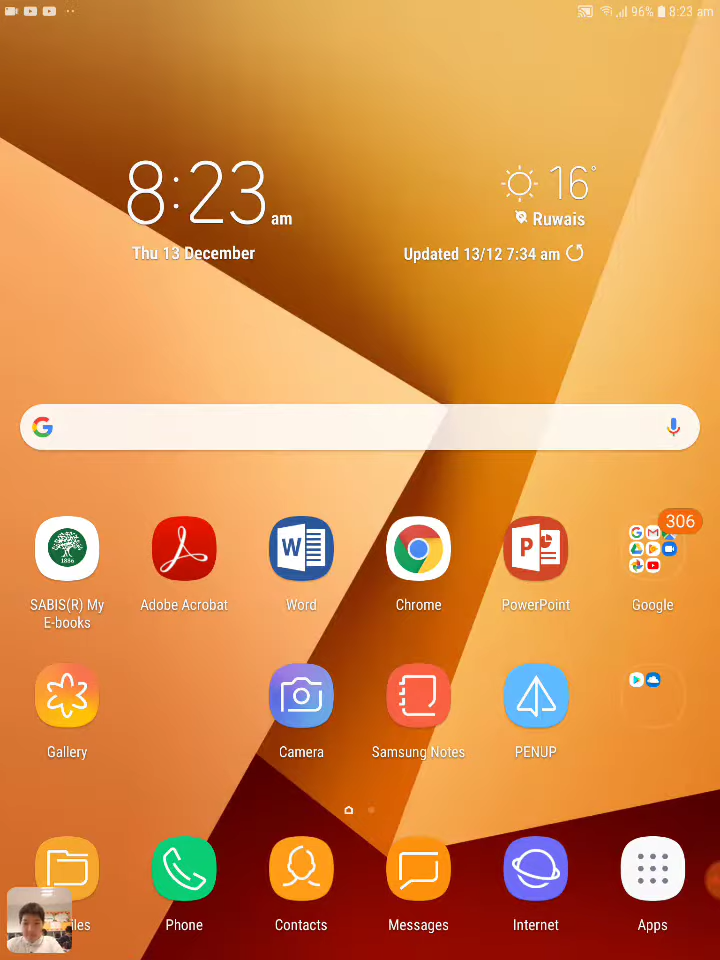 96% 8:23 am
8:23 am
16°
Ruwais
Thu 13 December
Updated 13/12 7:34 am
306
SABIS(R) My
E-books
Adobe Acrobat
Word
Chrome
PowerPoint
Google
Gallery
Camera
Samsung Notes
PENUP
iles
Phone
Contacts
Messages
Internet
Apps
1886
W
P